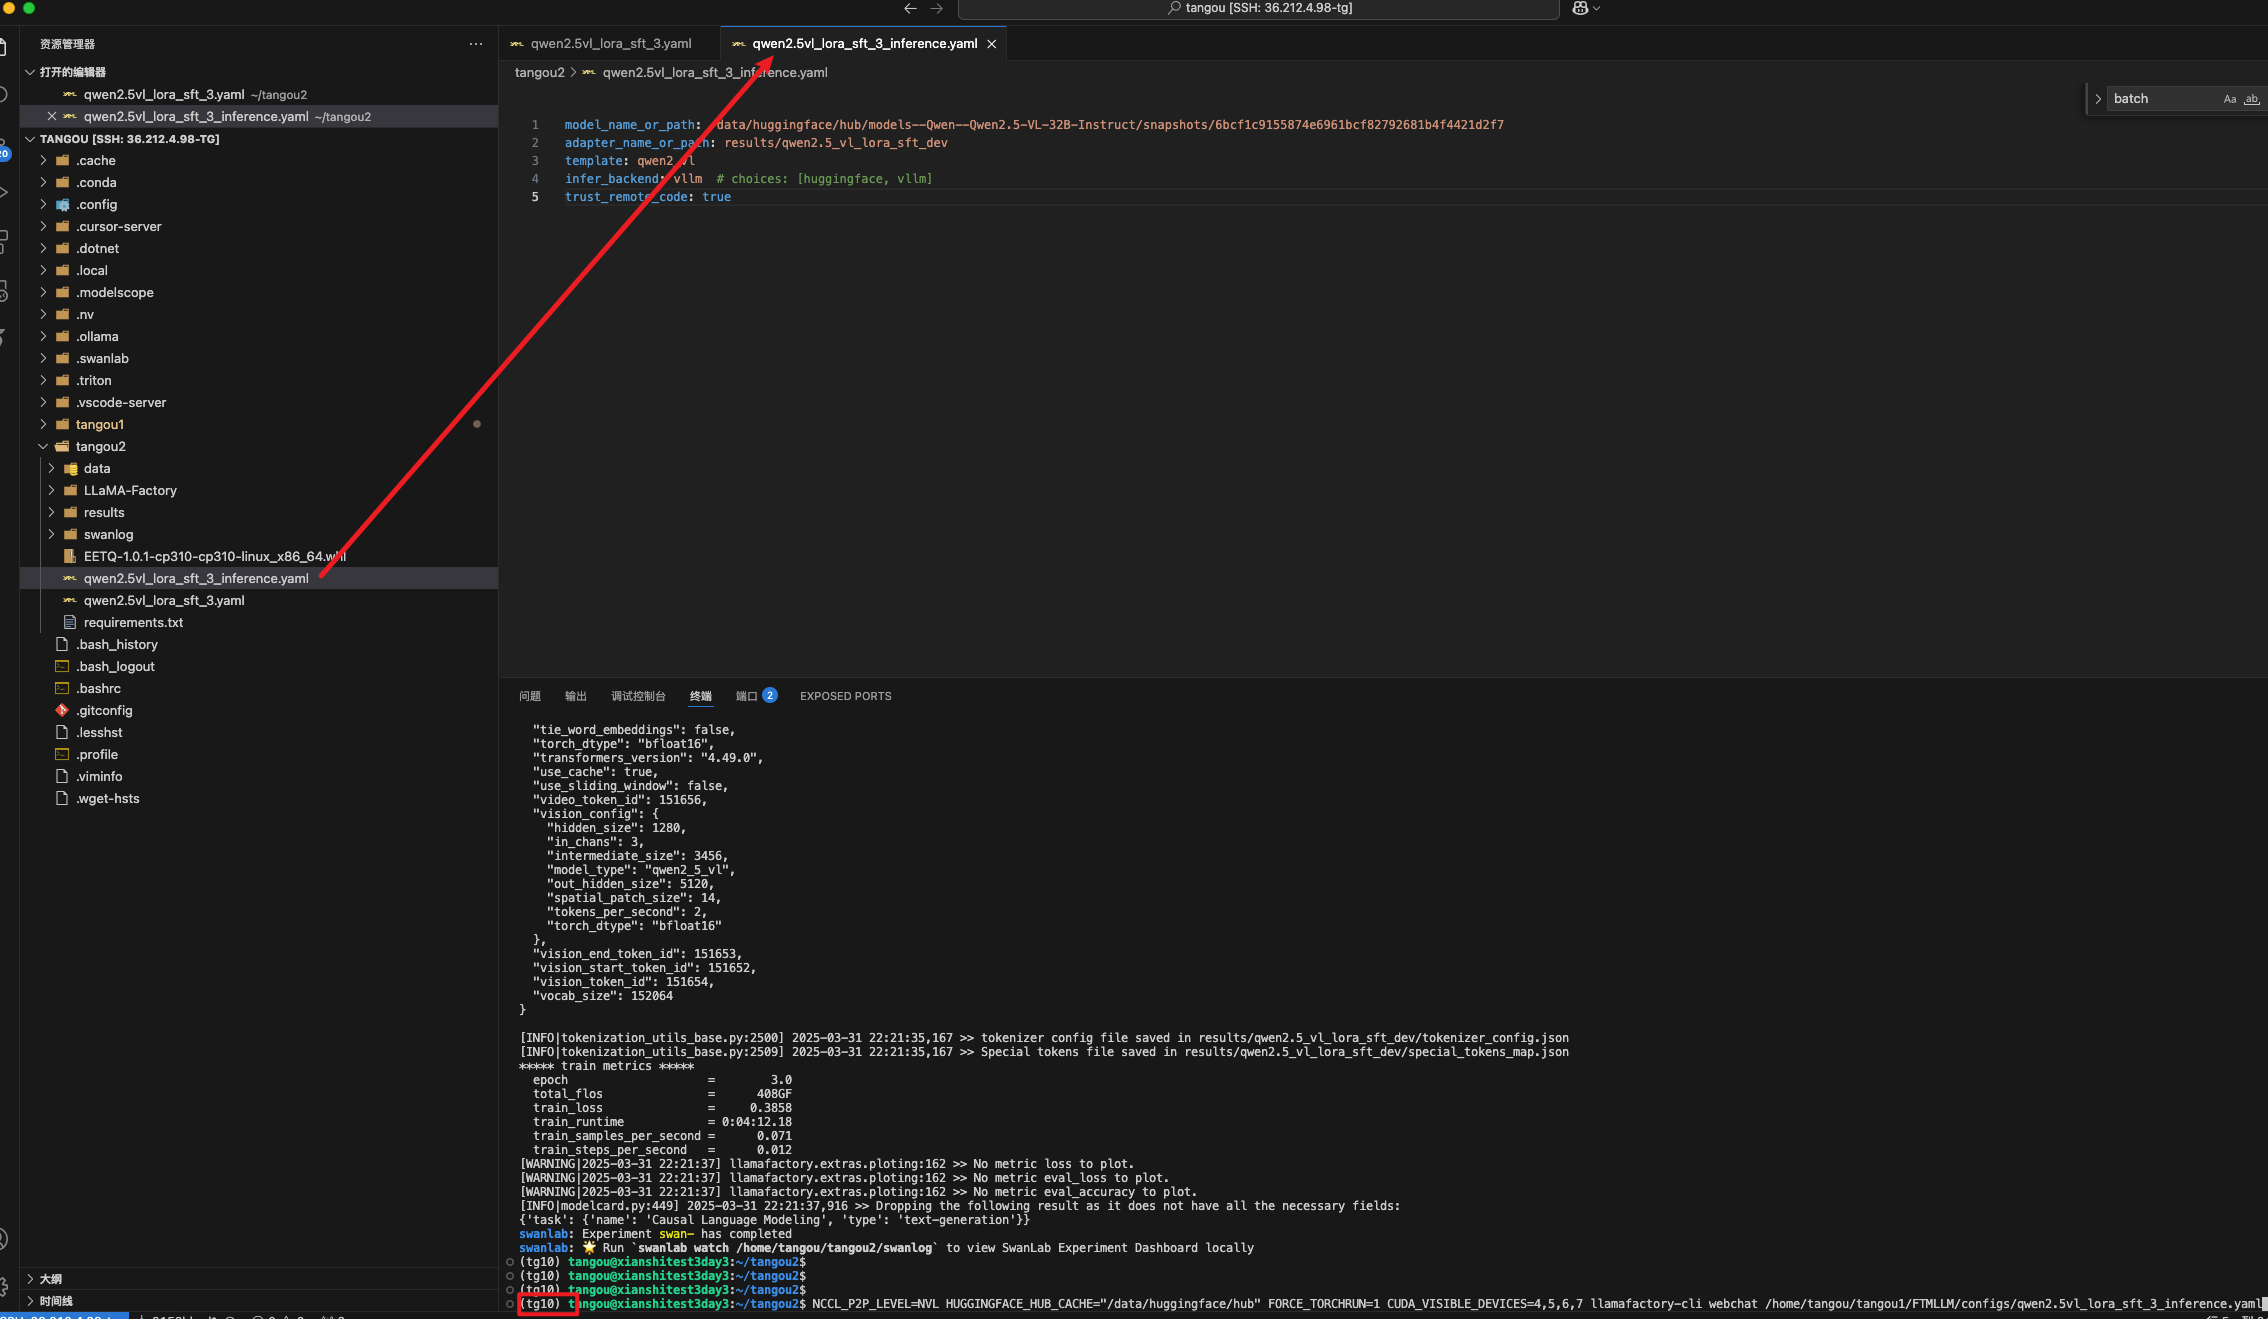 tangou [SSH: 36.212.4.98-tg]
资源管理器
打开的编辑器
qwen2.5vl_lora_sft_3.yaml ~/tangou2
qwen2.5vl_lora_sft_3_inference.yaml ~/tangou2
TANGOU [SSH: 36.212.4.98-TG]
.cache
.conda
.config
.cursor-server
.dotnet
.local
.modelscope
.nv
.ollama
.swanlab
.triton
.vscode-server
tangou1
tangou2
data
LLaMA-Factory
results
swanlog
EETQ-1.0.1-cp310-cp310-linux_x86_64.whl
qwen2.5vl_lora_sft_3_inference.yaml
qwen2.5vl_lora_sft_3.yaml
requirements.txt
.bash_history
.bash_logout
.bashrc
.gitconfig
.lesshst
.profile
.viminfo
.wget-hsts
大纲
时间线
20
qwen2.5vl_lora_sft_3.yaml
qwen2.5vl_lora_sft_3_inference.yaml
tangou2 > qwen2.5vl_lora_sft_3_inference.yaml
batch Aa ab
1 model_name_or_path: /data/huggingface/hub/models--Qwen--Qwen2.5-VL-32B-Instruct/snapshots/6bcf1c9155874e6961bcf82792681b4f4421d2f7
2 adapter_name_or_path: results/qwen2.5_vl_lora_sft_dev
3 template: qwen2_vl
4 infer_backend: vllm # choices: [huggingface, vllm]
5 trust_remote_code: true
问题 输出 调试控制台 终端 端口 2 EXPOSED PORTS
"tie_word_embeddings": false,
"torch_dtype": "bfloat16",
"transformers_version": "4.49.0",
"use_cache": true,
"use_sliding_window": false,
"video_token_id": 151656,
"vision_config": {
"hidden_size": 1280,
"in_chans": 3,
"intermediate_size": 3456,
"model_type": "qwen2_5_vl",
"out_hidden_size": 5120,
"spatial_patch_size": 14,
"tokens_per_second": 2,
"torch_dtype": "bfloat16"
},
"vision_end_token_id": 151653,
"vision_start_token_id": 151652,
"vision_token_id": 151654,
"vocab_size": 152064
}
[INFO|tokenization_utils_base.py:2500] 2025-03-31 22:21:35,167 >> tokenizer config file saved in results/qwen2.5_vl_lora_sft_dev/tokenizer_config.json
[INFO|tokenization_utils_base.py:2509] 2025-03-31 22:21:35,167 >> Special tokens file saved in results/qwen2.5_vl_lora_sft_dev/special_tokens_map.json
***** train metrics *****
epoch = 3.0
total_flos = 408GF
train_loss = 0.3858
train_runtime = 0:04:12.18
train_samples_per_second = 0.071
train_steps_per_second = 0.012
[WARNING|2025-03-31 22:21:37] llamafactory.extras.ploting:162 >> No metric loss to plot.
[WARNING|2025-03-31 22:21:37] llamafactory.extras.ploting:162 >> No metric eval_loss to plot.
[WARNING|2025-03-31 22:21:37] llamafactory.extras.ploting:162 >> No metric eval_accuracy to plot.
[INFO|modelcard.py:449] 2025-03-31 22:21:37,916 >> Dropping the following result as it does not have all the necessary fields:
{'task': {'name': 'Causal Language Modeling', 'type': 'text-generation'}}
swanlab: Experiment swan- has completed
swanlab: 🌟 Run `swanlab watch /home/tangou/tangou2/swanlog` to view SwanLab Experiment Dashboard locally
(tg10) tangou@xianshitest3day3:~/tangou2$
(tg10) tangou@xianshitest3day3:~/tangou2$
(tg10) tangou@xianshitest3day3:~/tangou2$
(tg10) tangou@xianshitest3day3:~/tangou2$ NCCL_P2P_LEVEL=NVL HUGGINGFACE_HUB_CACHE="/data/huggingface/hub" FORCE_TORCHRUN=1 CUDA_VISIBLE_DEVICES=4,5,6,7 llamafactory-cli webchat /home/tangou/tangou1/FTMLLM/configs/qwen2.5vl_lora_sft_3_inference.yaml